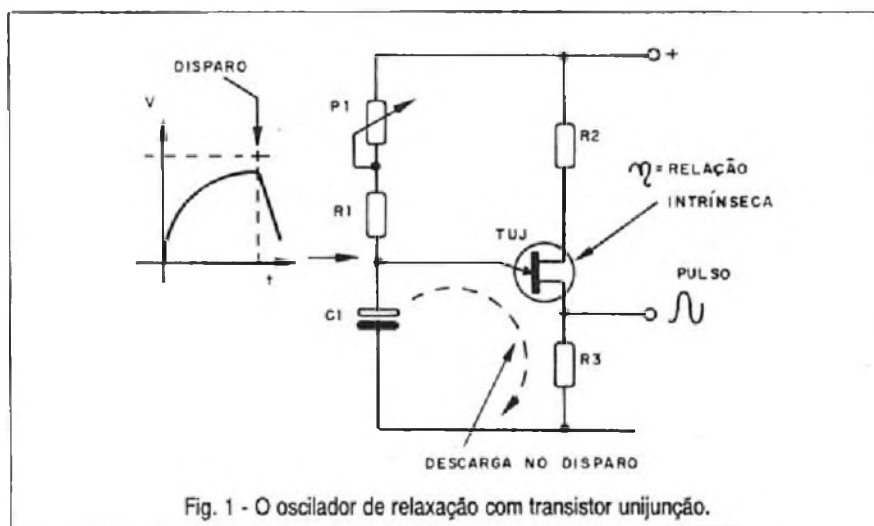 DISPARO
V
t
P1
R1
C1
+
R2
η = RELAÇÃO
INTRÍNSECA
TUJ
PULSO
R3
DESCARGA NO DISPARO
Fig. 1 - O oscilador de relaxação com transistor unijunção.